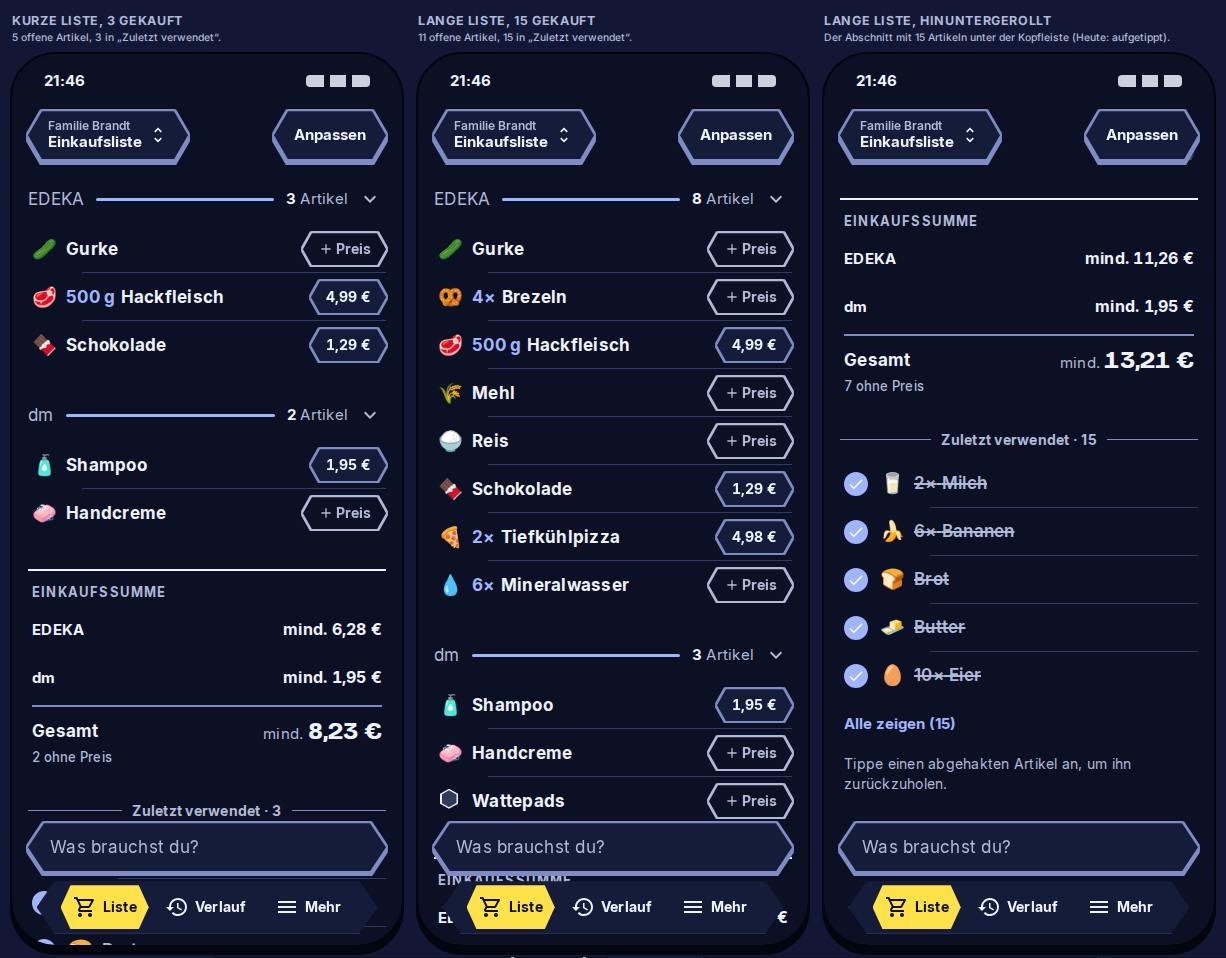 KURZE LISTE, 3 GEKAUFT
5 offene Artikel, 3 in „Zuletzt verwendet“.
21:46
Familie Brandt
Einkaufsliste
Anpassen
EDEKA 3 Artikel
Gurke + Preis
500 g Hackfleisch 4,99 €
Schokolade 1,29 €
dm 2 Artikel
Shampoo 1,95 €
Handcreme + Preis
EINKAUFSSUMME
EDEKA mind. 6,28 €
dm mind. 1,95 €
Gesamt mind. 8,23 €
2 ohne Preis
Zuletzt verwendet · 3
Was brauchst du?
Liste Verlauf Mehr
LANGE LISTE, 15 GEKAUFT
11 offene Artikel, 15 in „Zuletzt verwendet“.
21:46
Familie Brandt
Einkaufsliste
Anpassen
EDEKA 8 Artikel
Gurke + Preis
4× Brezeln + Preis
500 g Hackfleisch 4,99 €
Mehl + Preis
Reis + Preis
Schokolade 1,29 €
2× Tiefkühlpizza 4,98 €
6× Mineralwasser + Preis
dm 3 Artikel
Shampoo 1,95 €
Handcreme + Preis
Wattepads + Preis
Was brauchst du?
EINKAUFSSUMME
€
Liste Verlauf Mehr
LANGE LISTE, HINUNTERGEROLLT
Der Abschnitt mit 15 Artikeln unter der Kopfleiste (Heute: aufgetippt).
21:46
Familie Brandt
Einkaufsliste
Anpassen
EINKAUFSSUMME
EDEKA mind. 11,26 €
dm mind. 1,95 €
Gesamt mind. 13,21 €
7 ohne Preis
Zuletzt verwendet · 15
2× Milch
6× Bananen
Brot
Butter
10× Eier
Alle zeigen (15)
Tippe einen abgehakten Artikel an, um ihn
zurückzuholen.
Was brauchst du?
Liste Verlauf Mehr